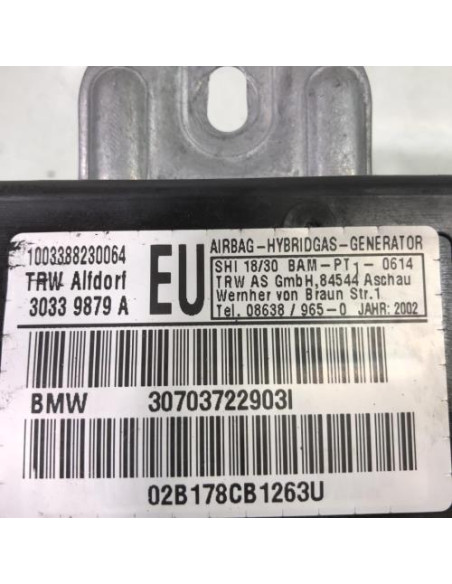 1003388230064
TRW Alfdorf
3033 9879 A
EU
AIRBAG-HYBRIDGAS-GENERATOR
SHI 18/30 BAM-PT1-0614
TRW AS GmbH,84544 Aschau
Wernher von Braun Str.1
Tel. 08638 / 965-0 JAHR: 2002
BMW 30703722903I
02B178CB1263U